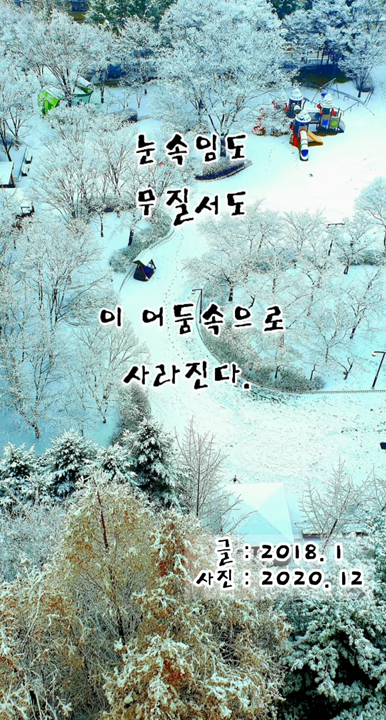 눈속임도
무질서도
이 어둠속으로
사라진다.
글 : 2018. 1
사진 : 2020. 12